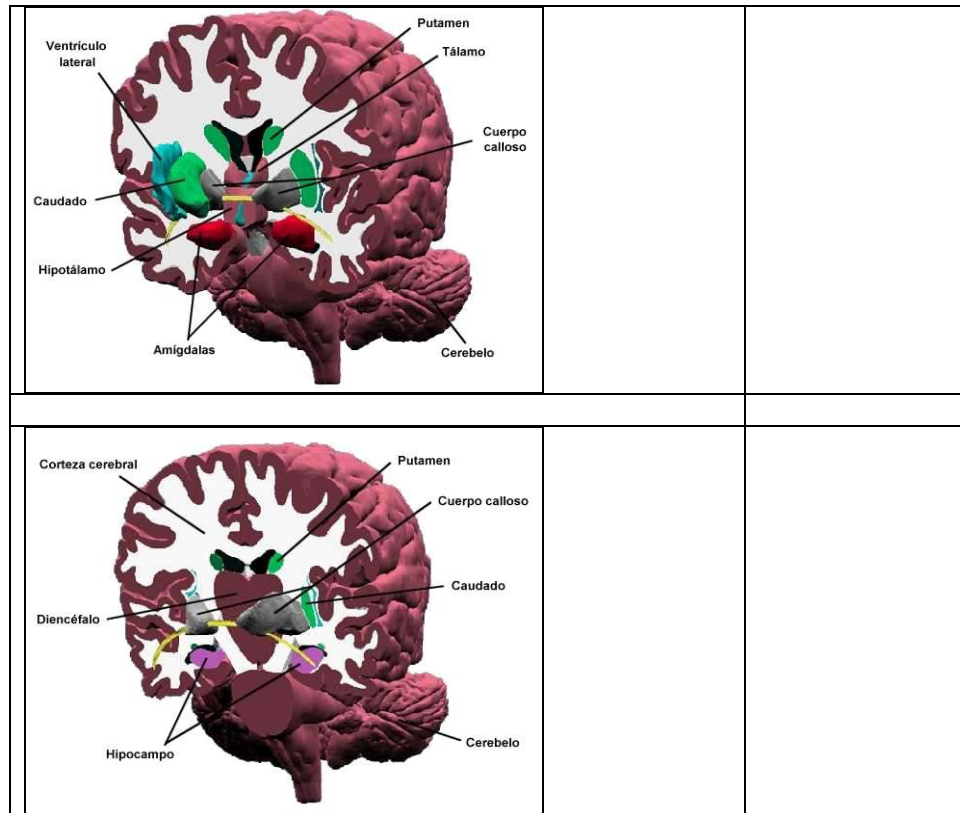 Putamen
Ventrículo
lateral
Tálamo
Cuerpo
calloso
Caudado
Hipotálamo
Amígdalas
Cerebelo
Corteza cerebral
Putamen
Cuerpo calloso
Caudado
Diencéfalo
Cerebelo
Hipocampo